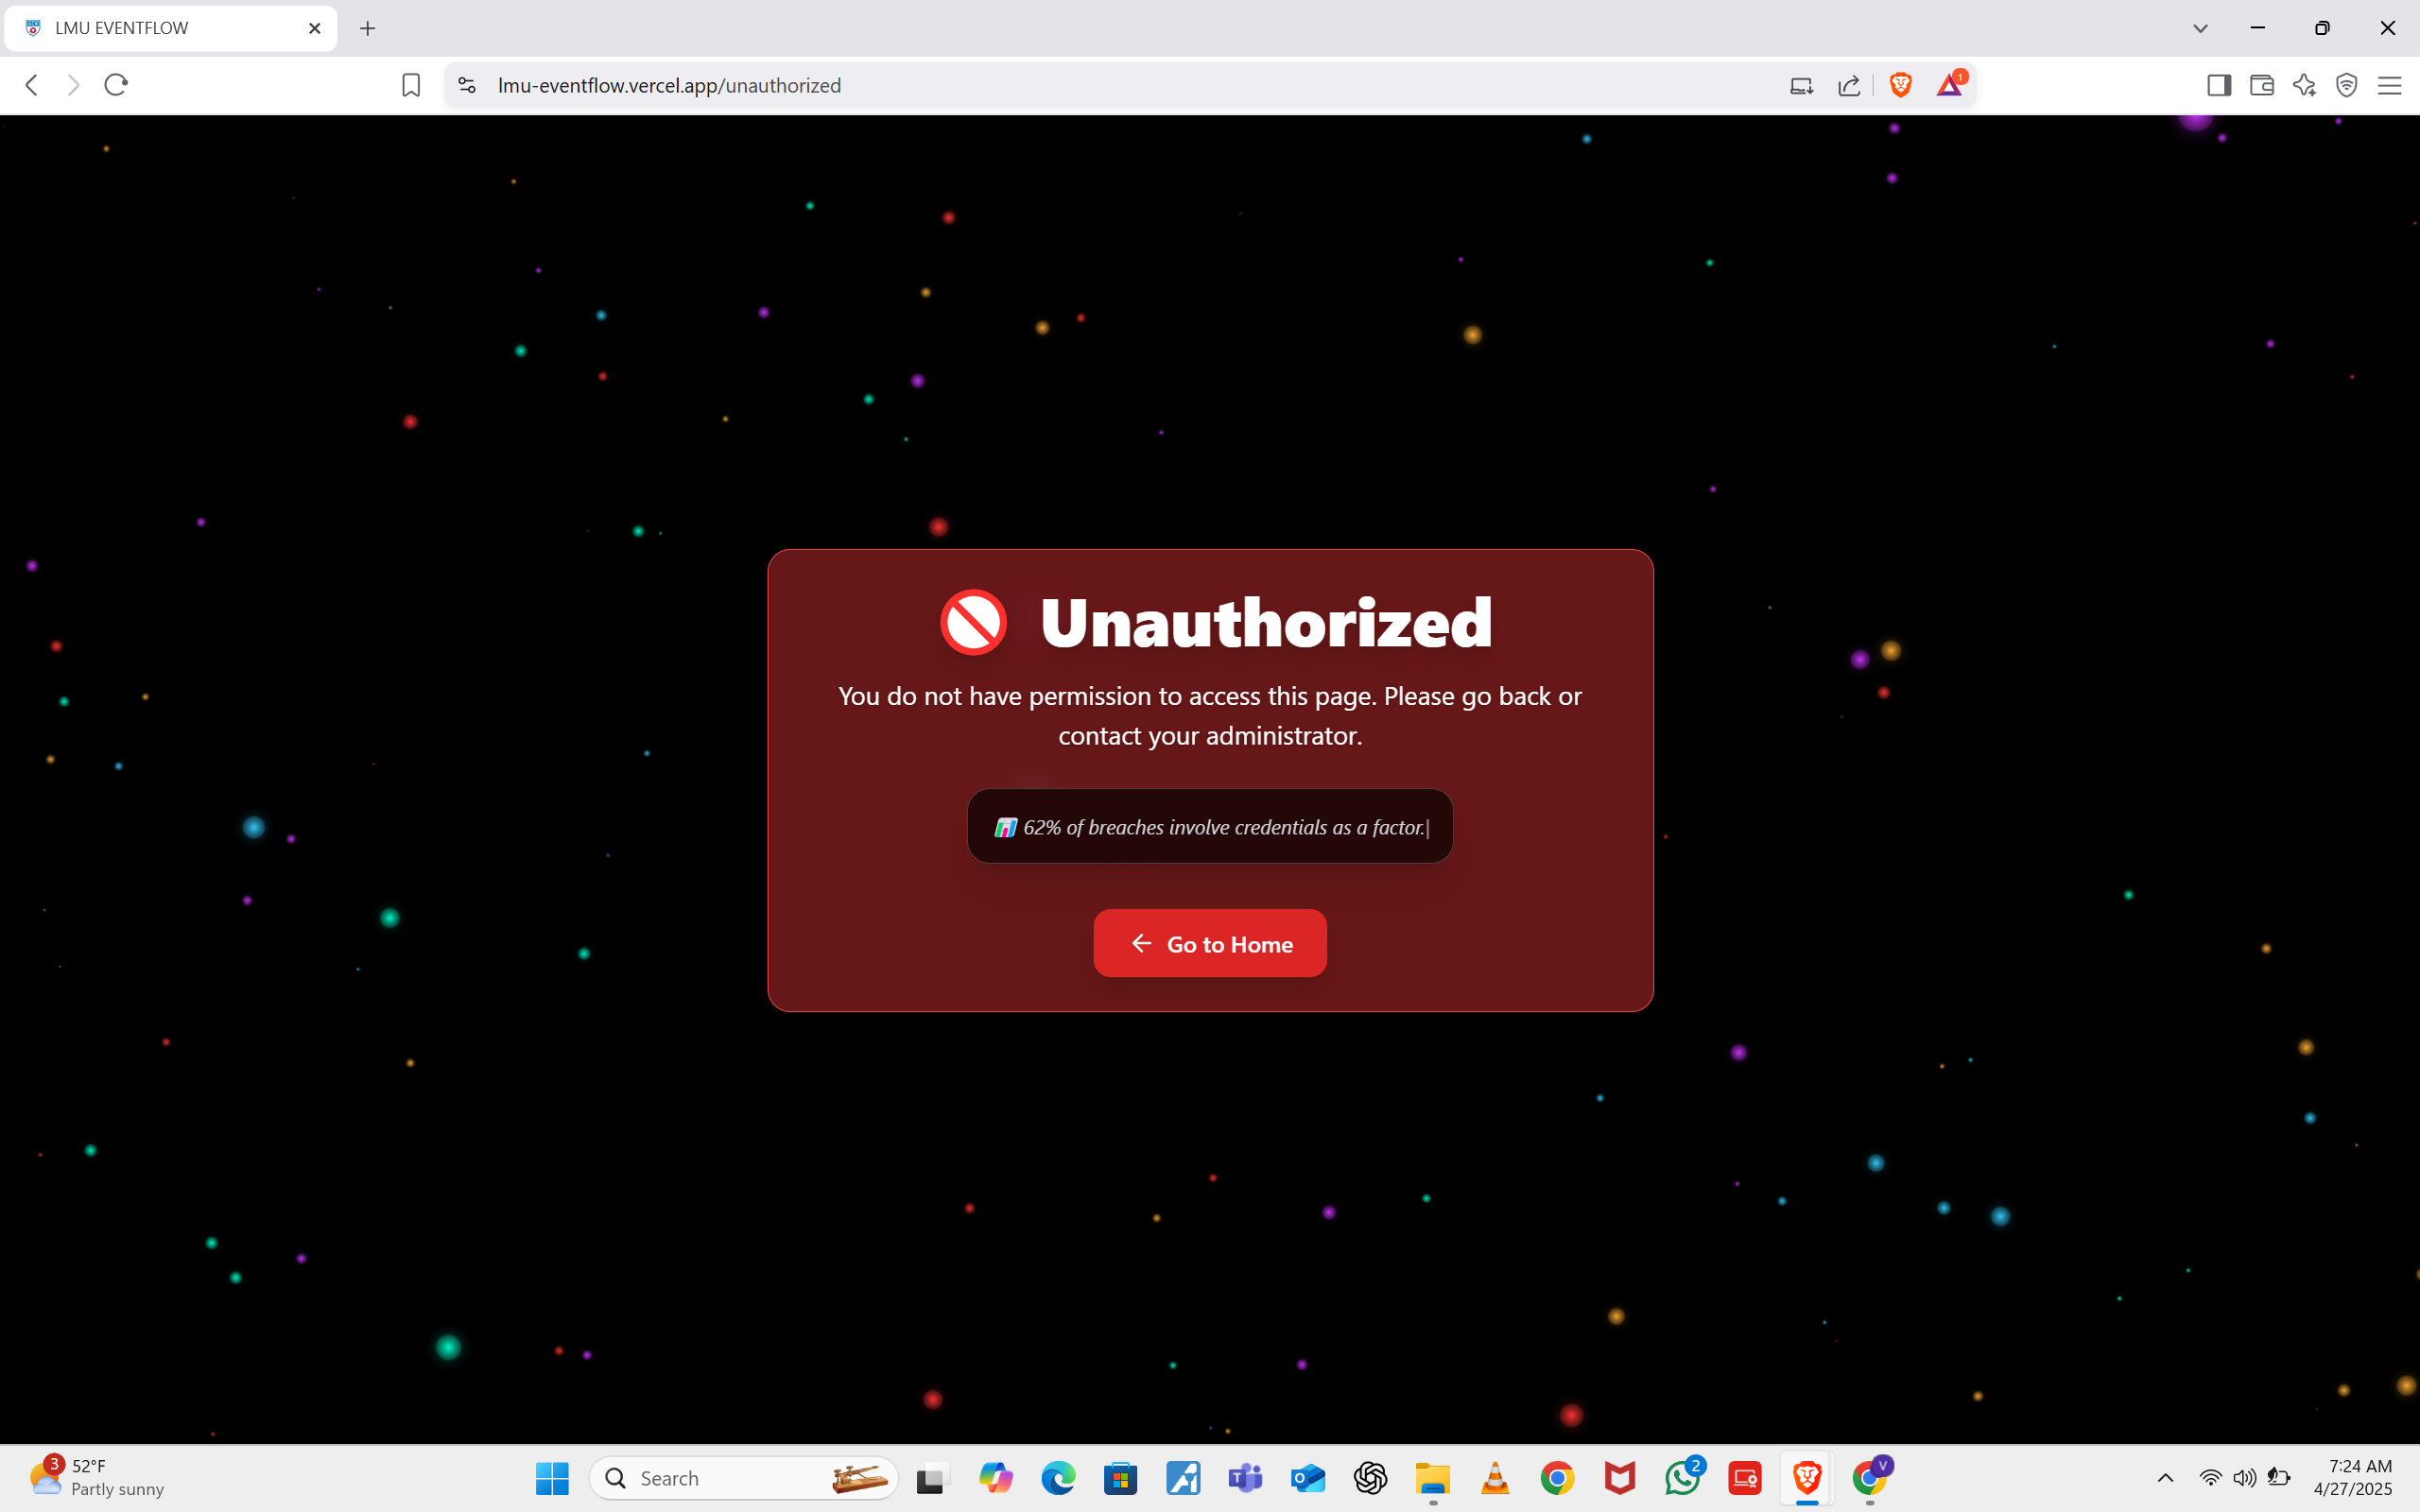 LMU EVENTFLOW
lmu-eventflow.vercel.app/unauthorized
1
Unauthorized
You do not have permission to access this page. Please go back or
contact your administrator.
62% of breaches involve credentials as a factor.|
← Go to Home
3
52°F
Partly sunny
Search
2
V
7:24 AM
4/27/2025